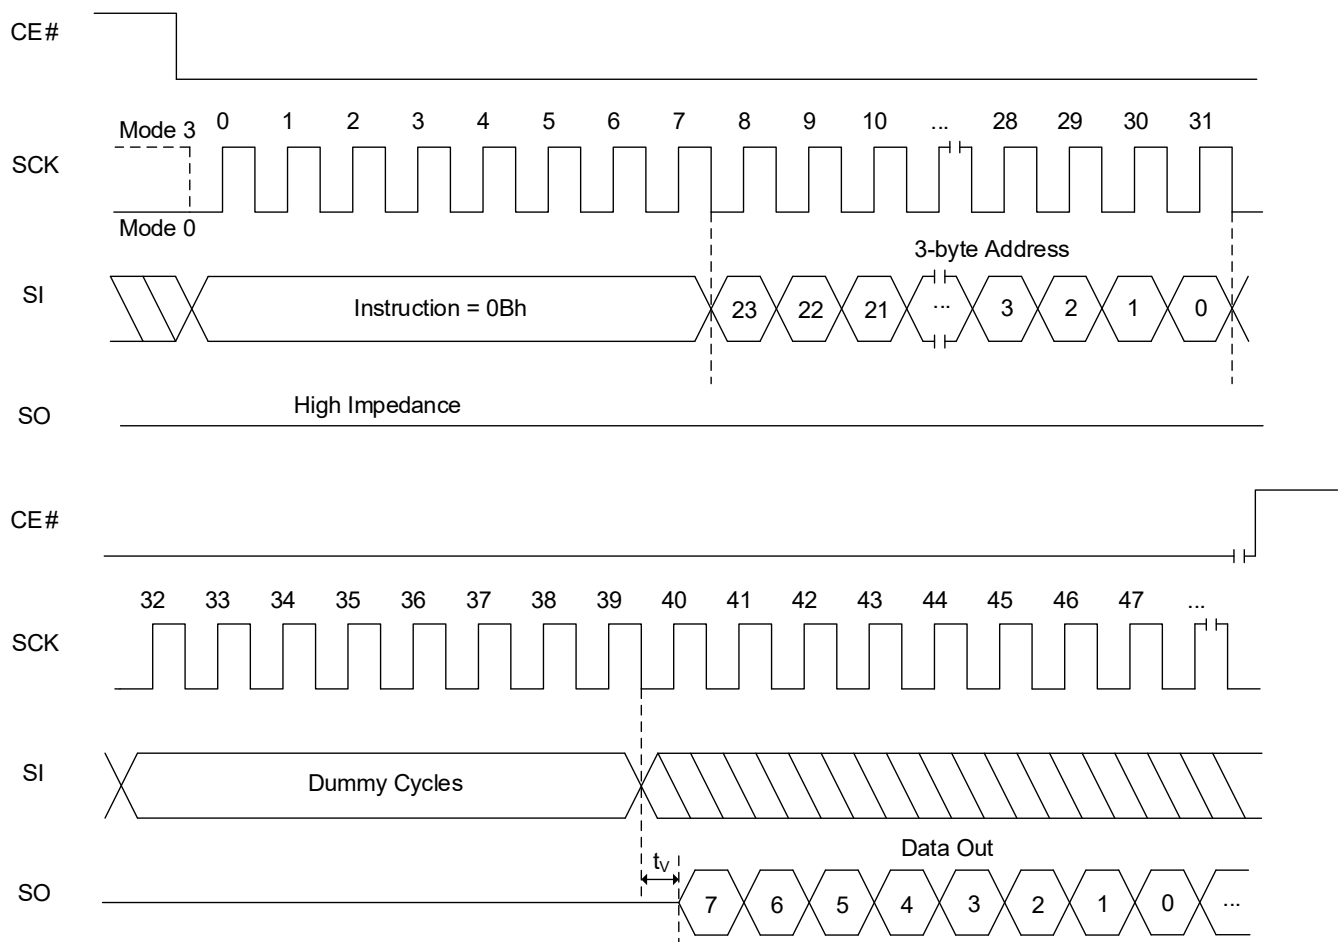 CE#
Mode 3 0 1 2 3 4 5 6 7 8 9 10 ... 28 29 30 31
SCK
Mode 0
3-byte Address
SI Instruction = 0Bh 23 22 21 ... 3 2 1 0
High Impedance
SO
CE#
32 33 34 35 36 37 38 39 40 41 42 43 44 45 46 47 ...
SCK
SI Dummy Cycles
Data Out
tV
SO 7 6 5 4 3 2 1 0 ...